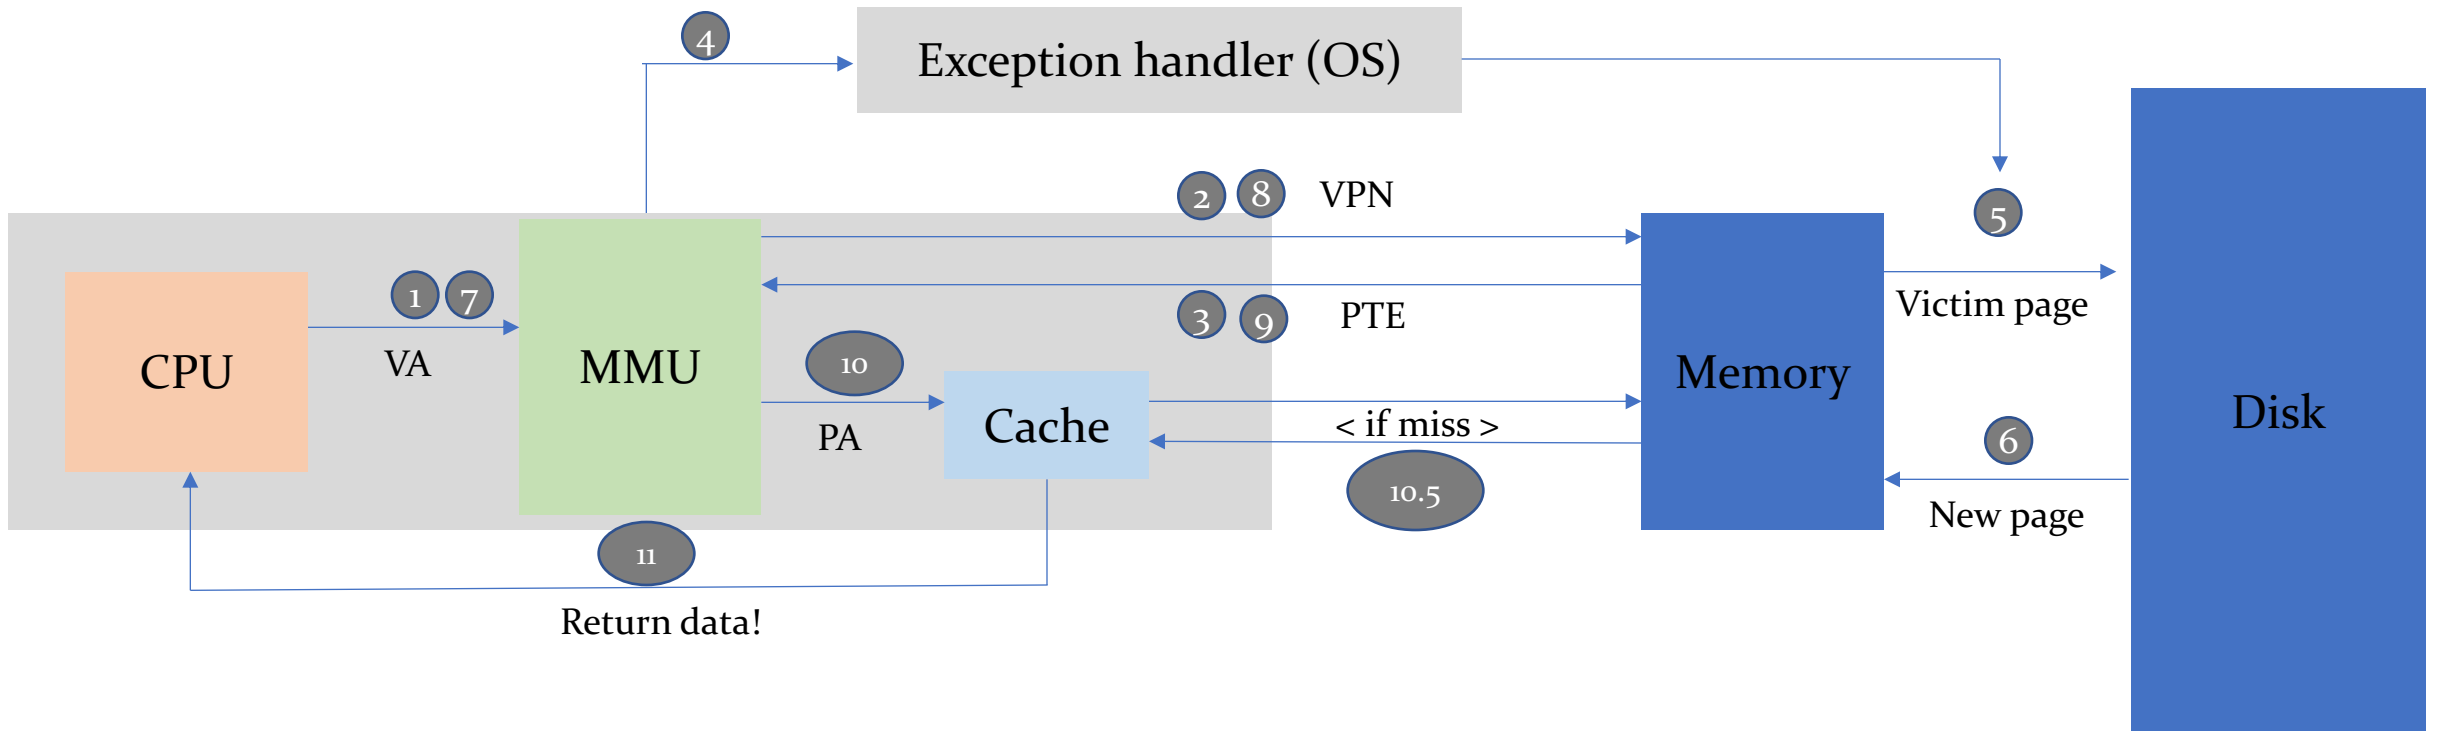 4
Exception handler (OS)
2 8 VPN
5
1 7
3 9 PTE
Victim page
CPU
VA
MMU
10
PA
Cache
< if miss >
10.5
Memory
Disk
6
New page
11
Return data!